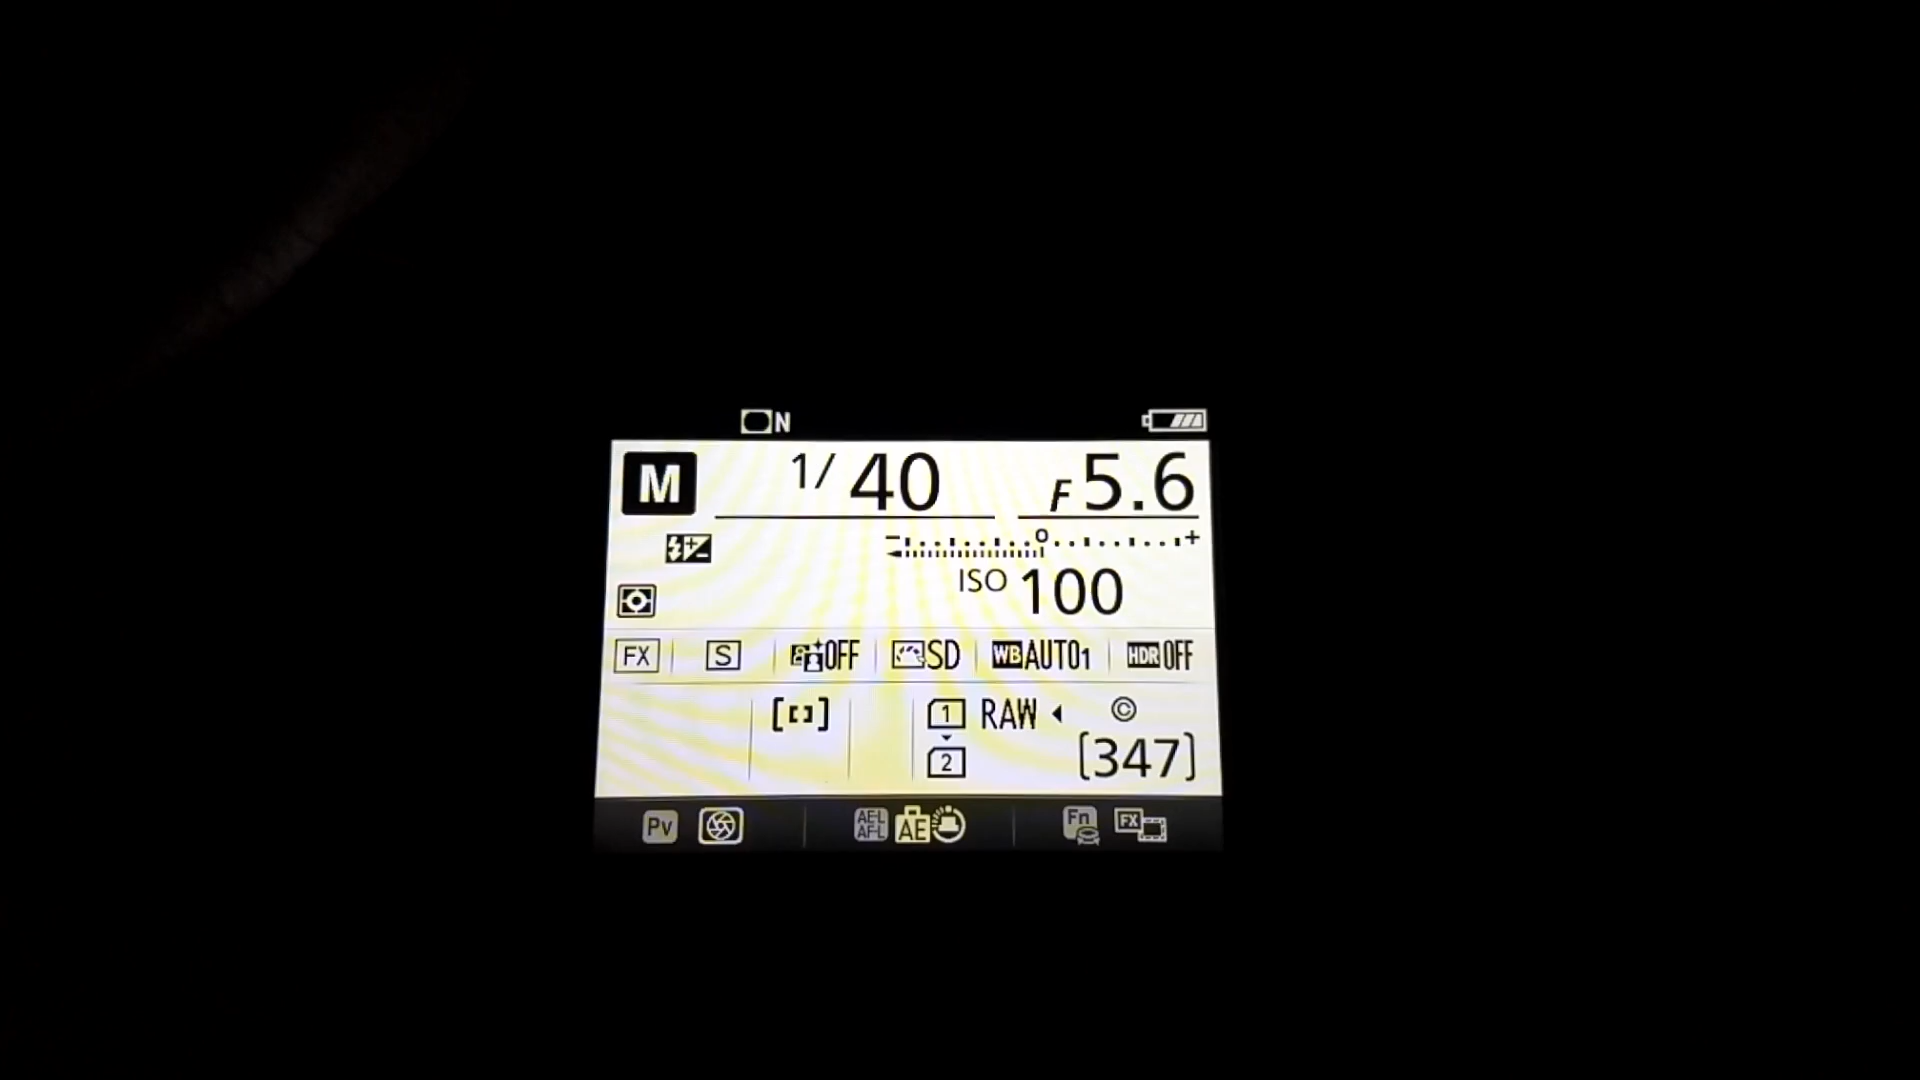 N
M 1/40 F5.6
- 0 +
ISO 100
FX S OFF SD WB AUTO1 HDR OFF
1 RAW ©
2 [347]
Pv AE-L AF-L AE Fn FX